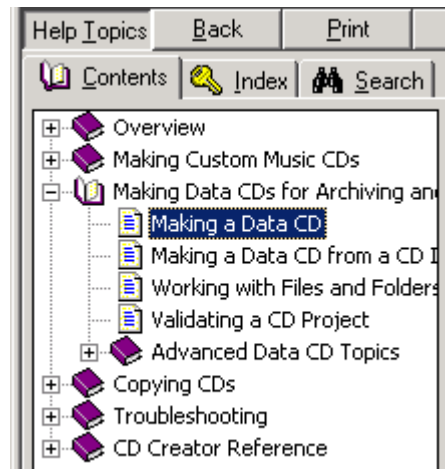 Help Topics Back Print
Contents Index Search
Overview
Making Custom Music CDs
Making Data CDs for Archiving and
Making a Data CD
Making a Data CD from a CD I
Working with Files and Folders
Validating a CD Project
Advanced Data CD Topics
Copying CDs
Troubleshooting
CD Creator Reference